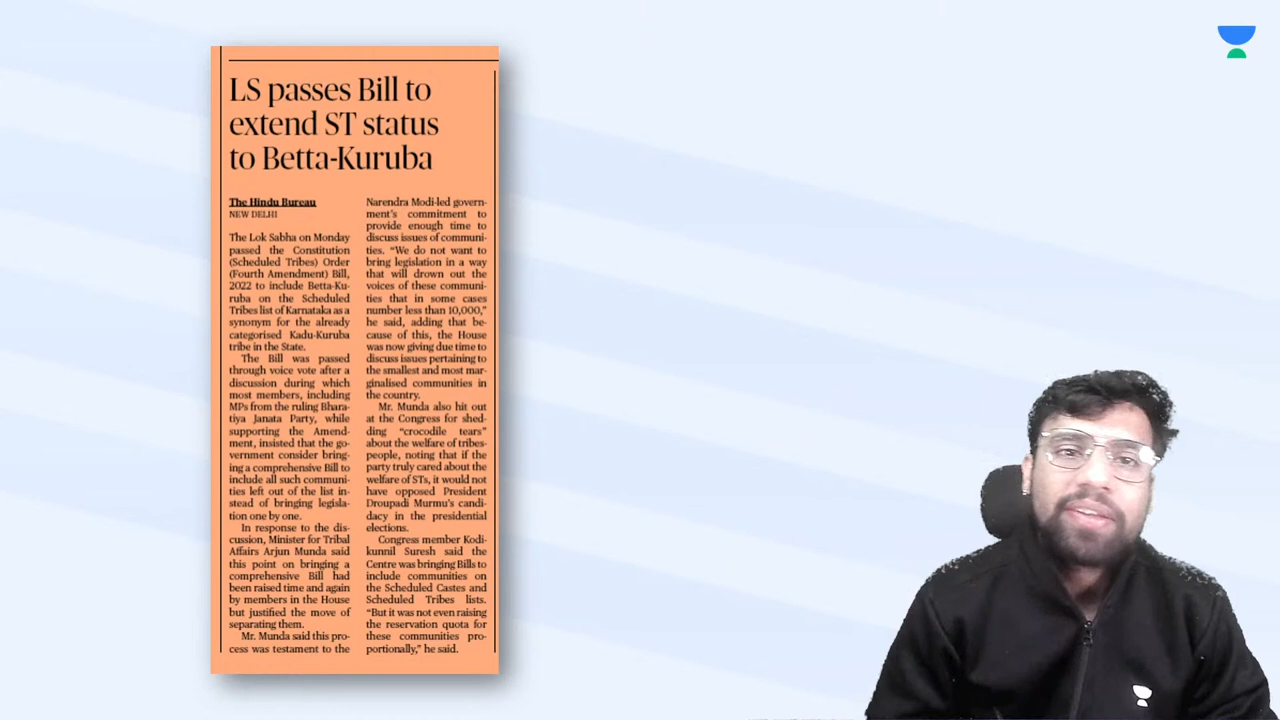 LS passes Bill to
extend ST status
to Betta-Kuruba
The Hindu Bureau
NEW DELHI
The Lok Sabha on Monday
passed the Constitution
(Scheduled Tribes) Order
(Fourth Amendment) Bill,
2022 to include Betta-Ku-
ruba on the Scheduled
Tribes list of Karnataka as a
synonym for the already
categorised Kadu-Kuruba
tribe in the State.
The Bill was passed
through voice vote after a
discussion during which
most members, including
MPs from the ruling Bhara-
tiya Janata Party, while
supporting the Amend-
ment, insisted that the go-
vernment consider bring-
ing a comprehensive Bill to
include all such communi-
ties left out of the list in-
stead of bringing legisla-
tion one by one.
In response to the dis-
cussion, Minister for Tribal
Affairs Arjun Munda said
this point on bringing a
comprehensive Bill had
been raised time and again
by members in the House
but justified the move of
separating them.
Mr. Munda said this pro-
cess was testament to the
Narendra Modi-led govern-
ment's commitment to
provide enough time to
discuss issues of communi-
ties. “We do not want to
bring legislation in a way
that will drown out the
voices of these communi-
ties that in some cases
number less than 10,000,”
he said, adding that be-
cause of this, the House
was now giving due time to
discuss issues pertaining to
the smallest and most mar-
ginalised communities in
the country.
Mr. Munda also hit out
at the Congress for shed-
ding “crocodile tears”
about the welfare of tribes-
people, noting that if the
party truly cared about the
welfare of STs, it would not
have opposed President
Droupadi Murmu's candi-
dacy in the presidential
elections.
Congress member Kodi-
kunnil Suresh said the
Centre was bringing Bills to
include communities on
the Scheduled Castes and
Scheduled Tribes lists.
“But it was not even raising
the reservation quota for
these communities pro-
portionally,” he said.